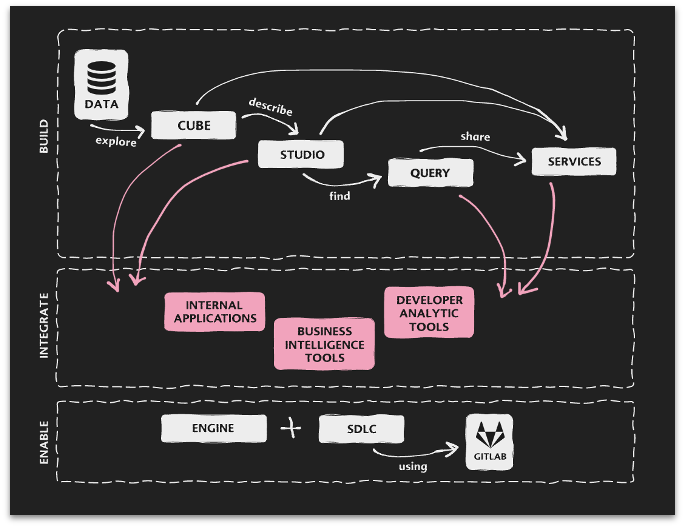 BUILD
DATA
explore
CUBE
describe
STUDIO
find
QUERY
share
SERVICES
INTEGRATE
INTERNAL
APPLICATIONS
BUSINESS
INTELLIGENCE
TOOLS
DEVELOPER
ANALYTIC
TOOLS
ENABLE
ENGINE
+
SDLC
using
GITLAB